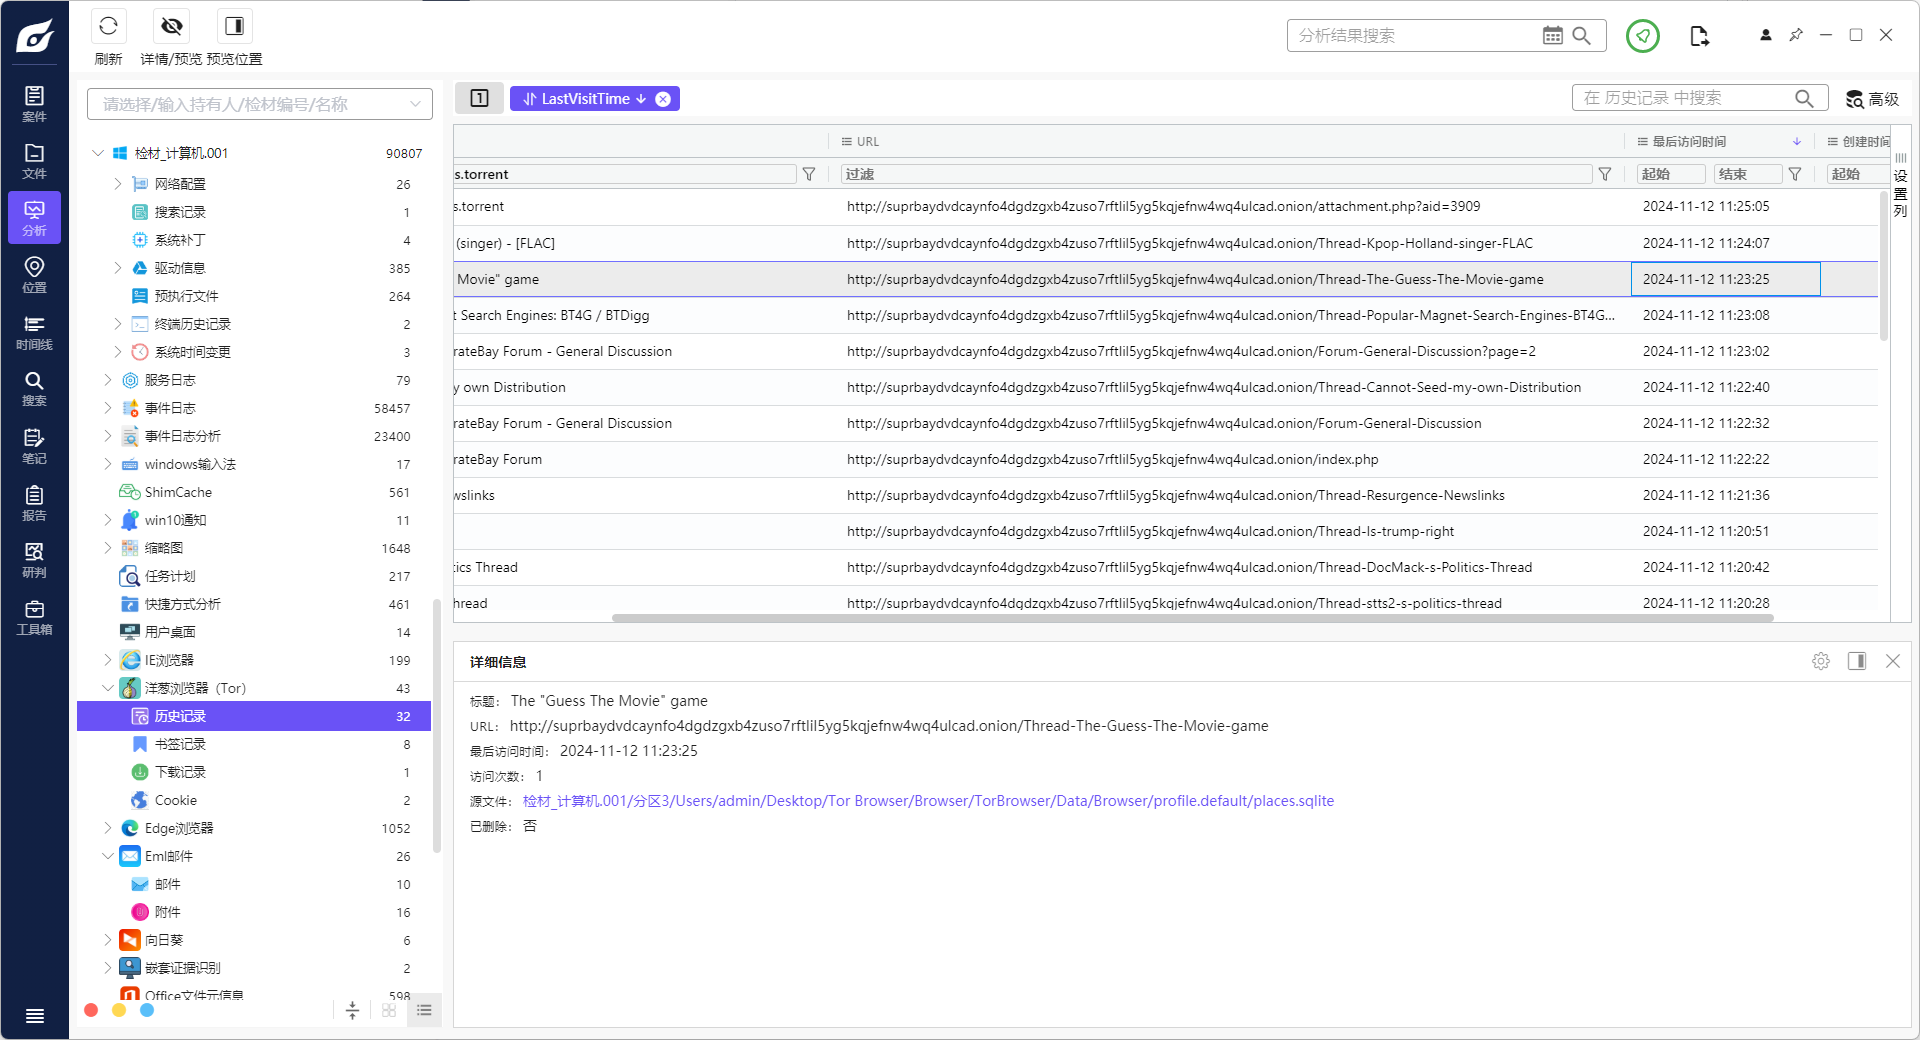 刷新
详情/预览
预览位置
分析结果搜索
案件
文件
分析
位置
时间线
搜索
笔记
报告
研判
工具箱
请选择/输入持有人/检材编号/名称
检材_计算机.001 90807
网络配置 26
搜索记录 1
系统补丁 4
驱动信息 385
预执行文件 264
终端历史记录 2
系统时间变更 3
服务日志 79
事件日志 58457
事件日志分析 23400
windows输入法 17
ShimCache 561
win10通知 11
缩略图 1648
任务计划 217
快捷方式分析 461
用户桌面 14
IE浏览器 199
洋葱浏览器（Tor） 43
历史记录 32
书签记录 8
下载记录 1
Cookie 2
Edge浏览器 1052
Eml邮件 26
邮件 10
附件 16
向日葵 6
嵌套证据识别 2
Office文件元信息 598
1
LastVisitTime
在 历史记录 中搜索
高级
URL 最后访问时间 创建时间
s.torrent 过滤 起始 结束 起始
设置列
s.torrent http://suprbaydvdcaynfo4dgdzgxb4zuso7rftlil5yg5kqjefnw4wq4ulcad.onion/attachment.php?aid=3909 2024-11-12 11:25:05
(singer) - [FLAC] http://suprbaydvdcaynfo4dgdzgxb4zuso7rftlil5yg5kqjefnw4wq4ulcad.onion/Thread-Kpop-Holland-singer-FLAC 2024-11-12 11:24:07
Movie" game http://suprbaydvdcaynfo4dgdzgxb4zuso7rftlil5yg5kqjefnw4wq4ulcad.onion/Thread-The-Guess-The-Movie-game 2024-11-12 11:23:25
t Search Engines: BT4G / BTDigg http://suprbaydvdcaynfo4dgdzgxb4zuso7rftlil5yg5kqjefnw4wq4ulcad.onion/Thread-Popular-Magnet-Search-Engines-BT4G... 2024-11-12 11:23:08
rateBay Forum - General Discussion http://suprbaydvdcaynfo4dgdzgxb4zuso7rftlil5yg5kqjefnw4wq4ulcad.onion/Forum-General-Discussion?page=2 2024-11-12 11:23:02
y own Distribution http://suprbaydvdcaynfo4dgdzgxb4zuso7rftlil5yg5kqjefnw4wq4ulcad.onion/Thread-Cannot-Seed-my-own-Distribution 2024-11-12 11:22:40
rateBay Forum - General Discussion http://suprbaydvdcaynfo4dgdzgxb4zuso7rftlil5yg5kqjefnw4wq4ulcad.onion/Forum-General-Discussion 2024-11-12 11:22:32
rateBay Forum http://suprbaydvdcaynfo4dgdzgxb4zuso7rftlil5yg5kqjefnw4wq4ulcad.onion/index.php 2024-11-12 11:22:22
wslinks http://suprbaydvdcaynfo4dgdzgxb4zuso7rftlil5yg5kqjefnw4wq4ulcad.onion/Thread-Resurgence-Newslinks 2024-11-12 11:21:36
http://suprbaydvdcaynfo4dgdzgxb4zuso7rftlil5yg5kqjefnw4wq4ulcad.onion/Thread-Is-trump-right 2024-11-12 11:20:51
tics Thread http://suprbaydvdcaynfo4dgdzgxb4zuso7rftlil5yg5kqjefnw4wq4ulcad.onion/Thread-DocMack-s-Politics-Thread 2024-11-12 11:20:42
hread http://suprbaydvdcaynfo4dgdzgxb4zuso7rftlil5yg5kqjefnw4wq4ulcad.onion/Thread-stts2-s-politics-thread 2024-11-12 11:20:28
详细信息
标题： The "Guess The Movie" game
URL： http://suprbaydvdcaynfo4dgdzgxb4zuso7rftlil5yg5kqjefnw4wq4ulcad.onion/Thread-The-Guess-The-Movie-game
最后访问时间： 2024-11-12 11:23:25
访问次数： 1
源文件： 检材_计算机.001/分区3/Users/admin/Desktop/Tor Browser/Browser/TorBrowser/Data/Browser/profile.default/places.sqlite
已删除： 否